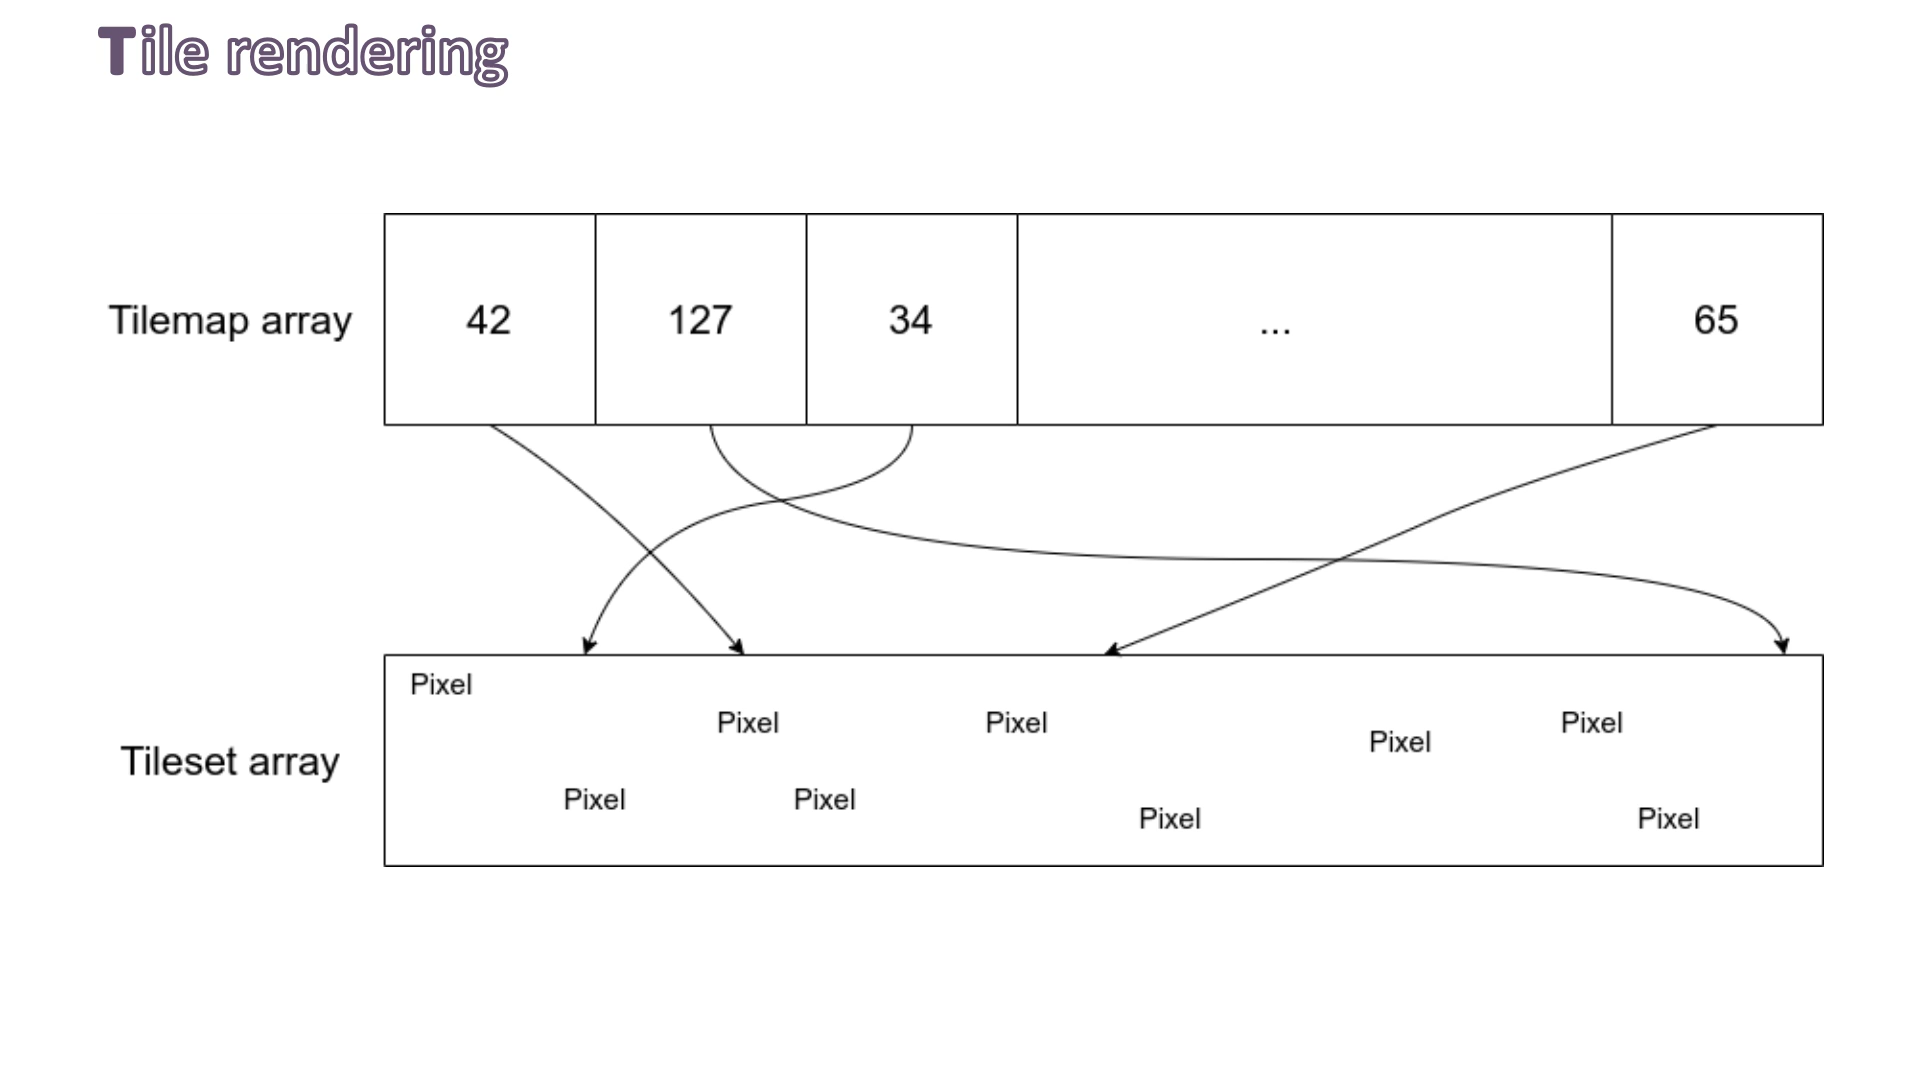 Tile rendering
Tilemap array
42
127
34
...
65
Tileset array
Pixel
Pixel
Pixel
Pixel
Pixel
Pixel
Pixel
Pixel
Pixel